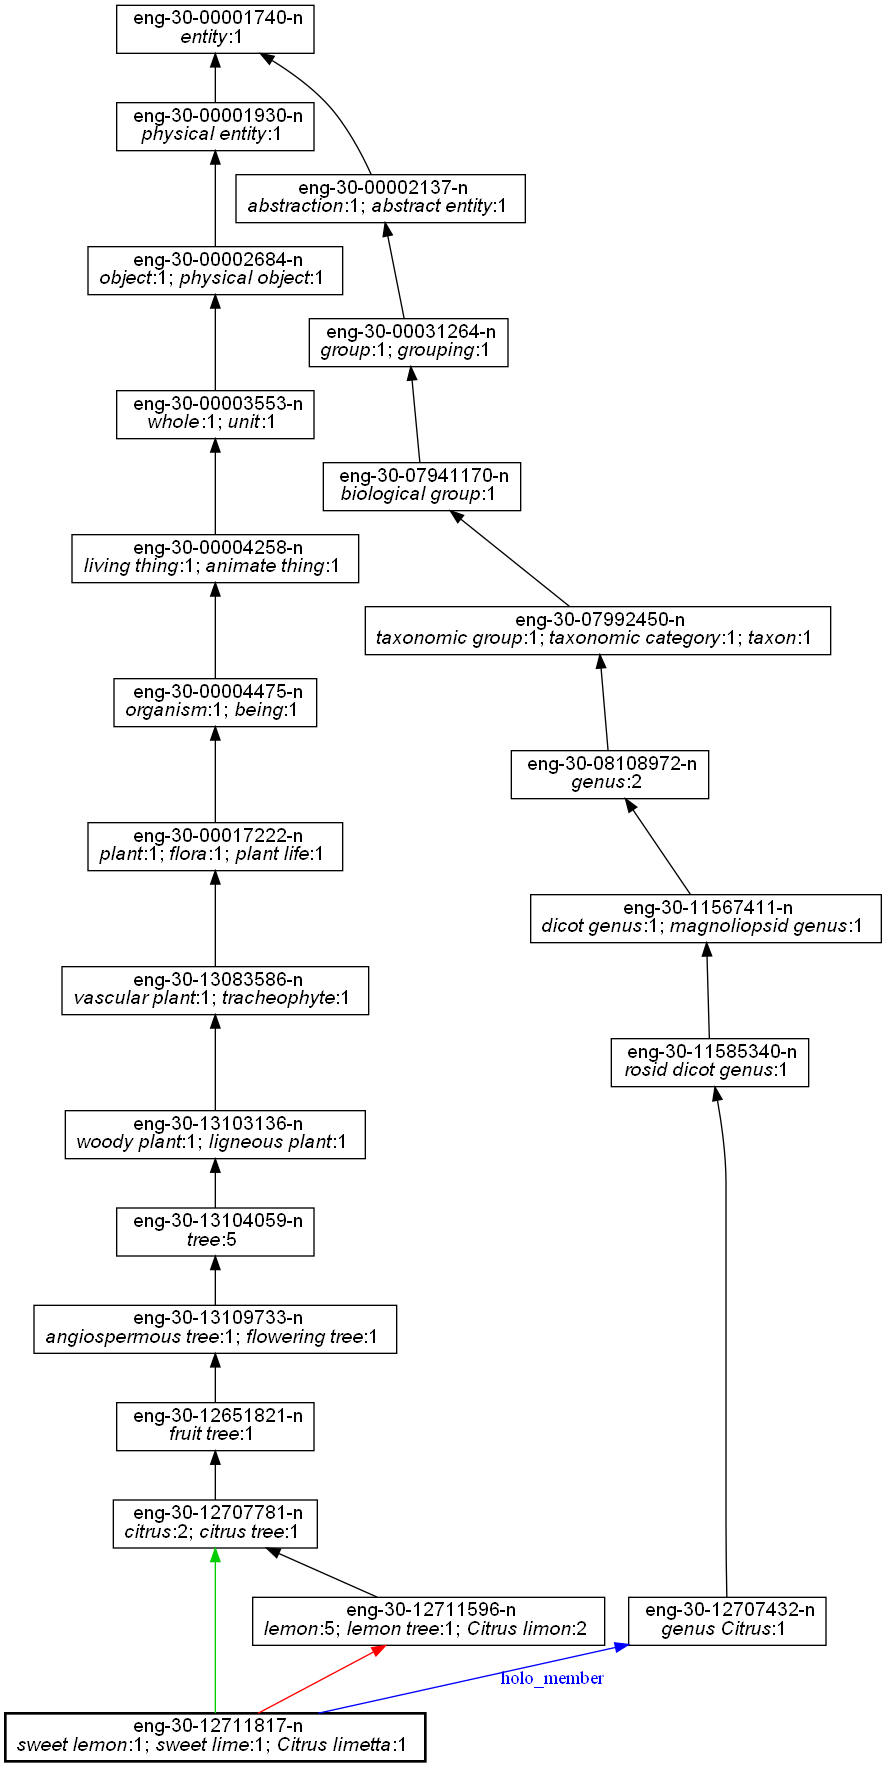 eng-30-00001740-n
entity:1
eng-30-00001930-n
physical entity:1
eng-30-00002137-n
abstraction:1; abstract entity:1
eng-30-00002684-n
object:1; physical object:1
eng-30-00031264-n
group:1; grouping:1
eng-30-00003553-n
whole:1; unit:1
eng-30-07941170-n
biological group:1
eng-30-00004258-n
living thing:1; animate thing:1
eng-30-07992450-n
taxonomic group:1; taxonomic category:1; taxon:1
eng-30-00004475-n
organism:1; being:1
eng-30-08108972-n
genus:2
eng-30-00017222-n
plant:1; flora:1; plant life:1
eng-30-11567411-n
dicot genus:1; magnoliopsid genus:1
eng-30-13083586-n
vascular plant:1; tracheophyte:1
eng-30-11585340-n
rosid dicot genus:1
eng-30-13103136-n
woody plant:1; ligneous plant:1
eng-30-13104059-n
tree:5
eng-30-13109733-n
angiospermous tree:1; flowering tree:1
eng-30-12651821-n
fruit tree:1
eng-30-12707781-n
citrus:2; citrus tree:1
eng-30-12711596-n
lemon:5; lemon tree:1; Citrus limon:2
eng-30-12707432-n
genus Citrus:1
holo_member
eng-30-12711817-n
sweet lemon:1; sweet lime:1; Citrus limetta:1